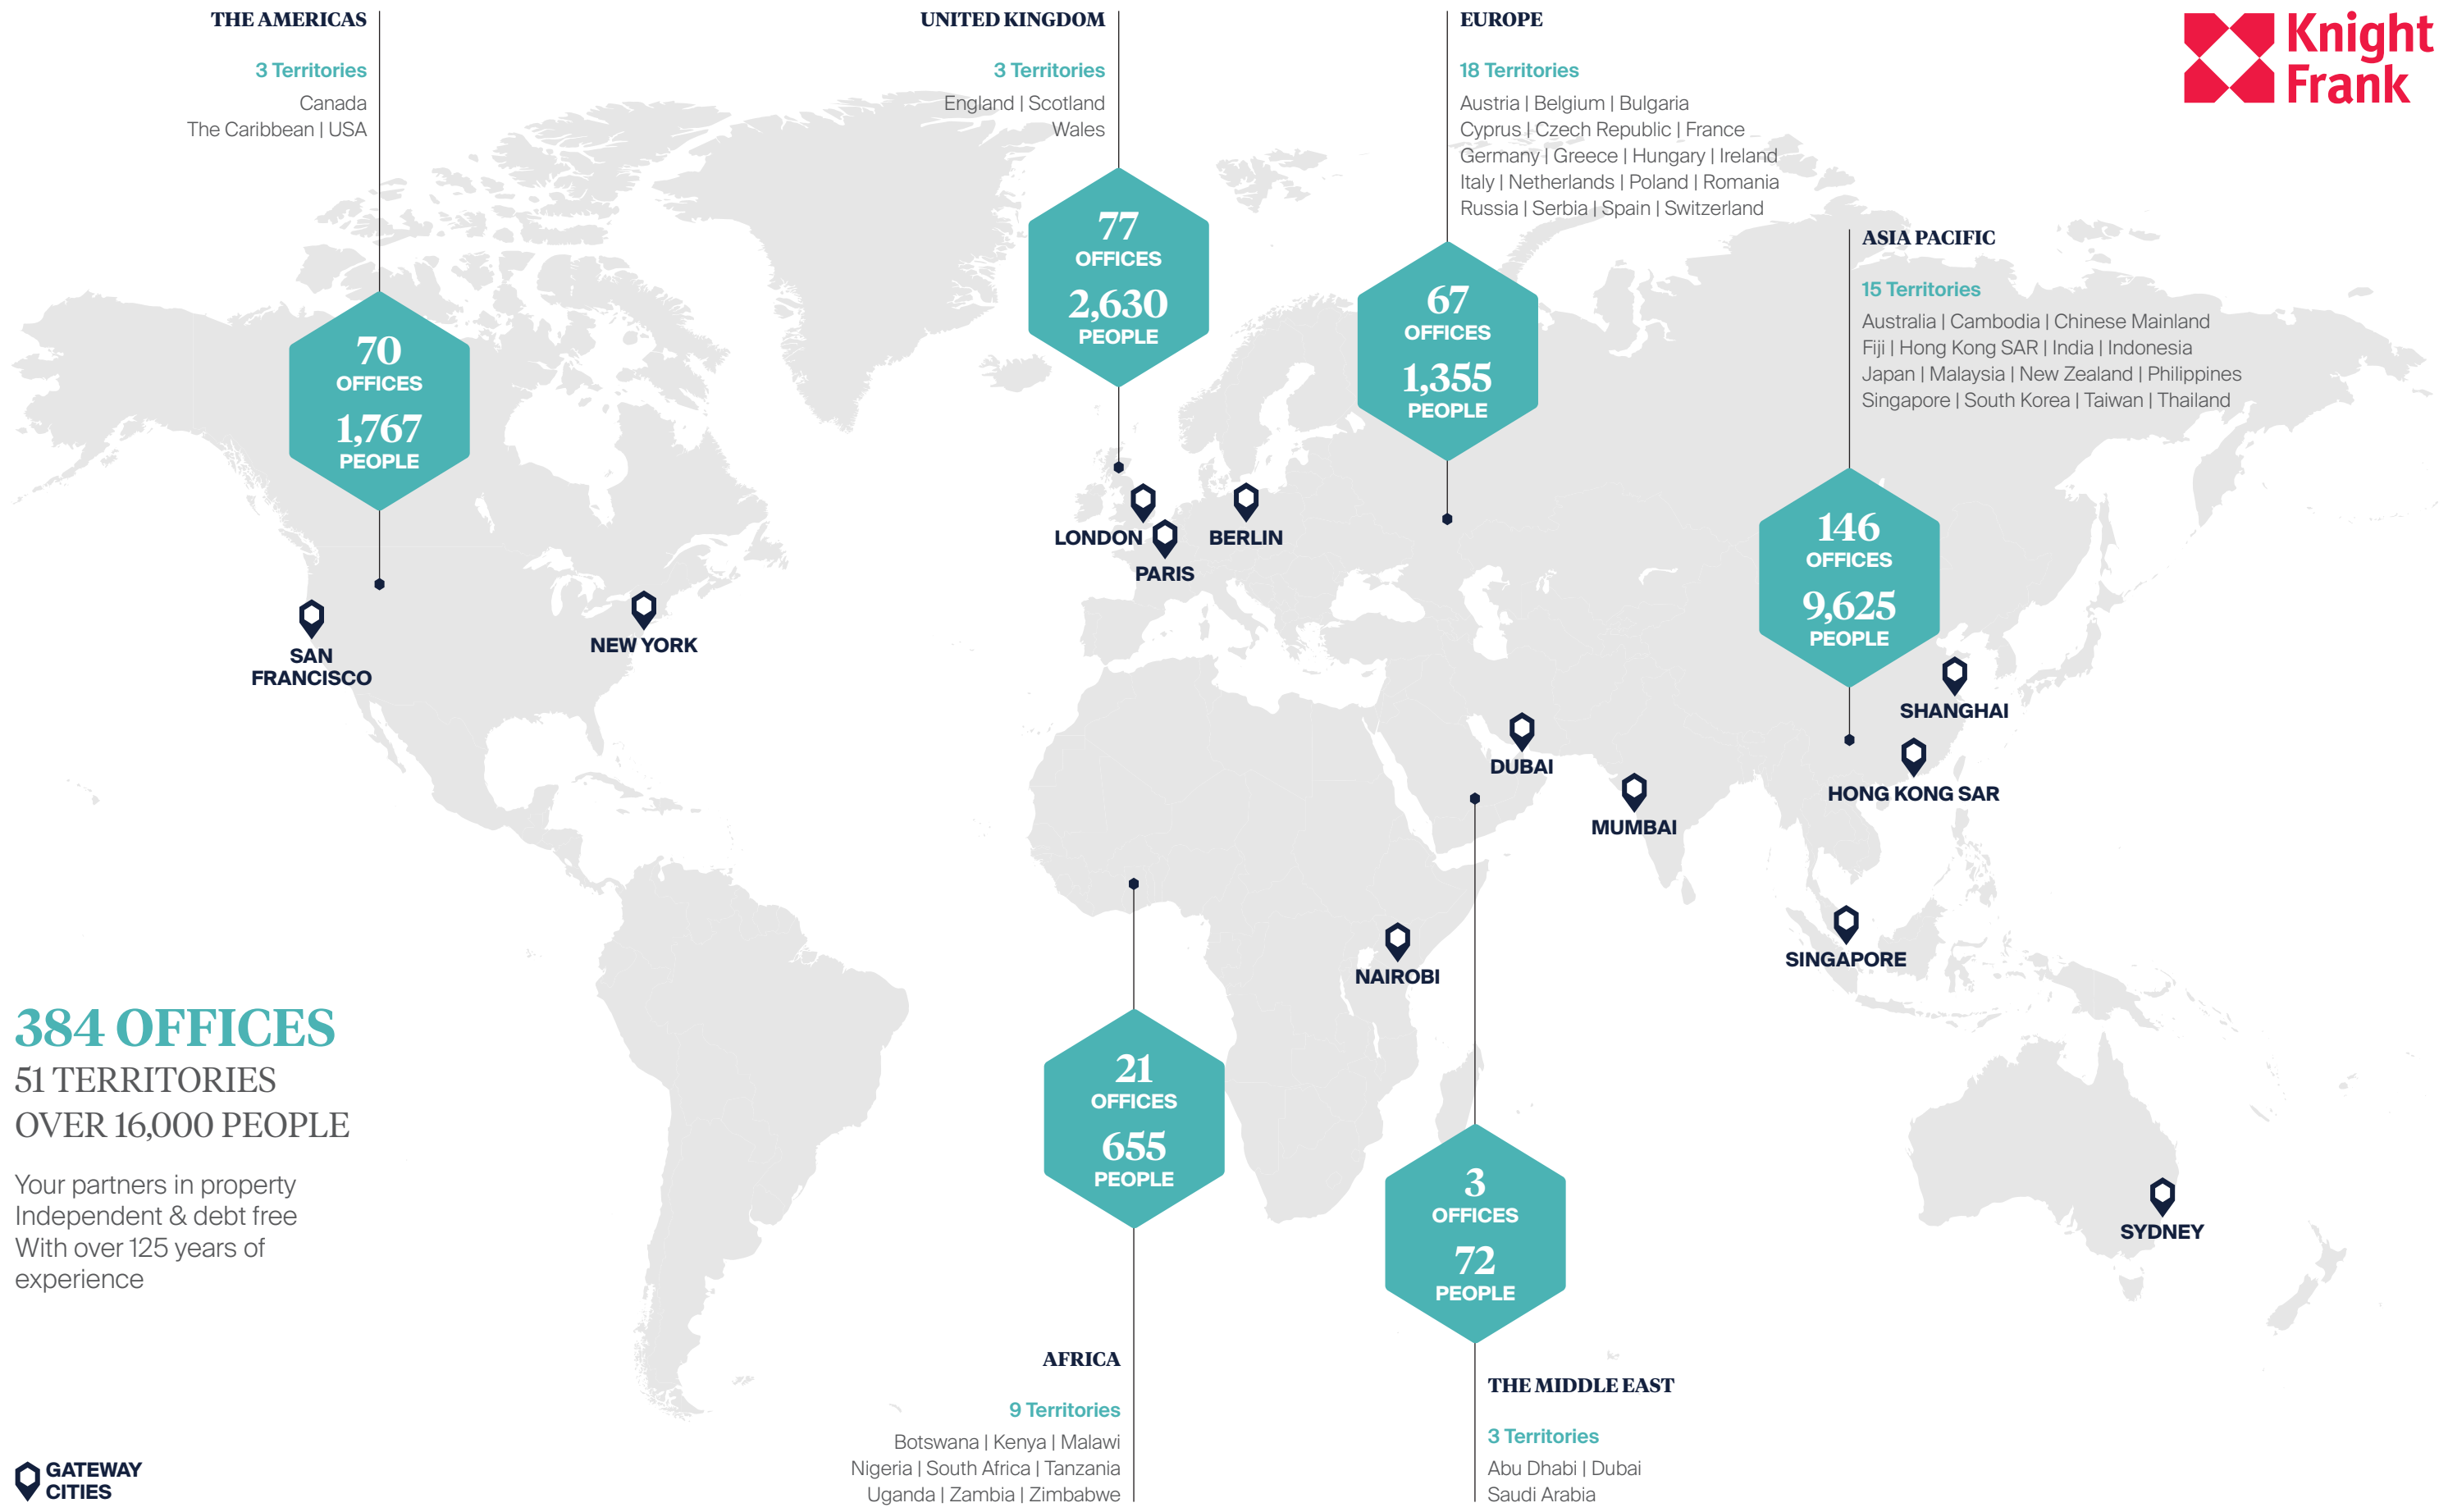 THE AMERICAS
3 Territories
Canada
The Caribbean | USA
70
OFFICES
1,767
PEOPLE
UNITED KINGDOM
3 Territories
England | Scotland
Wales
77
OFFICES
2,630
PEOPLE
EUROPE
18 Territories
Austria | Belgium | Bulgaria
Cyprus | Czech Republic | France
Germany | Greece | Hungary | Ireland
Italy | Netherlands | Poland | Romania
Russia | Serbia | Spain | Switzerland
67
OFFICES
1,355
PEOPLE
Knight
Frank
ASIA PACIFIC
15 Territories
Australia | Cambodia | Chinese Mainland
Fiji | Hong Kong SAR | India | Indonesia
Japan | Malaysia | New Zealand | Philippines
Singapore | South Korea | Taiwan | Thailand
146
OFFICES
9,625
PEOPLE
LONDON
BERLIN
PARIS
SAN
FRANCISCO
NEW YORK
SHANGHAI
DUBAI
HONG KONG SAR
MUMBAI
NAIROBI
SINGAPORE
SYDNEY
384 OFFICES
51 TERRITORIES
OVER 16,000 PEOPLE
Your partners in property
Independent & debt free
With over 125 years of
experience
21
OFFICES
655
PEOPLE
AFRICA
9 Territories
Botswana | Kenya | Malawi
Nigeria | South Africa | Tanzania
Uganda | Zambia | Zimbabwe
3
OFFICES
72
PEOPLE
THE MIDDLE EAST
3 Territories
Abu Dhabi | Dubai
Saudi Arabia
GATEWAY
CITIES